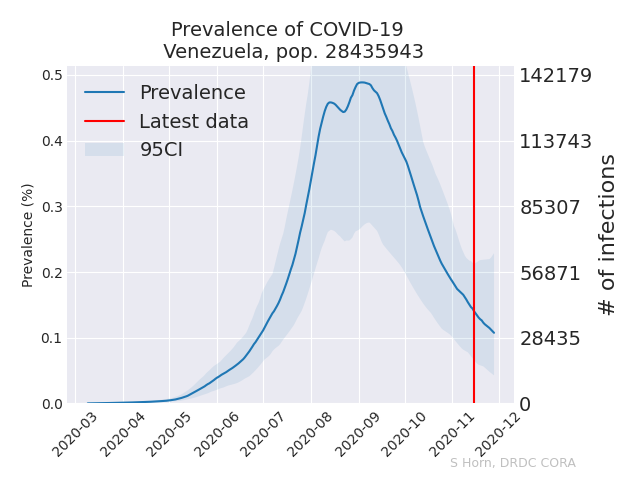 Prevalence of COVID-19
Venezuela, pop. 28435943
Prevalence
Latest data
95CI
Prevalence (%)
0.5
0.4
0.3
0.2
0.1
0.0
142179
113743
85307
56871
28435
0
# of infections
2020-03
2020-04
2020-05
2020-06
2020-07
2020-08
2020-09
2020-10
2020-11
2020-12
S Horn, DRDC CORA